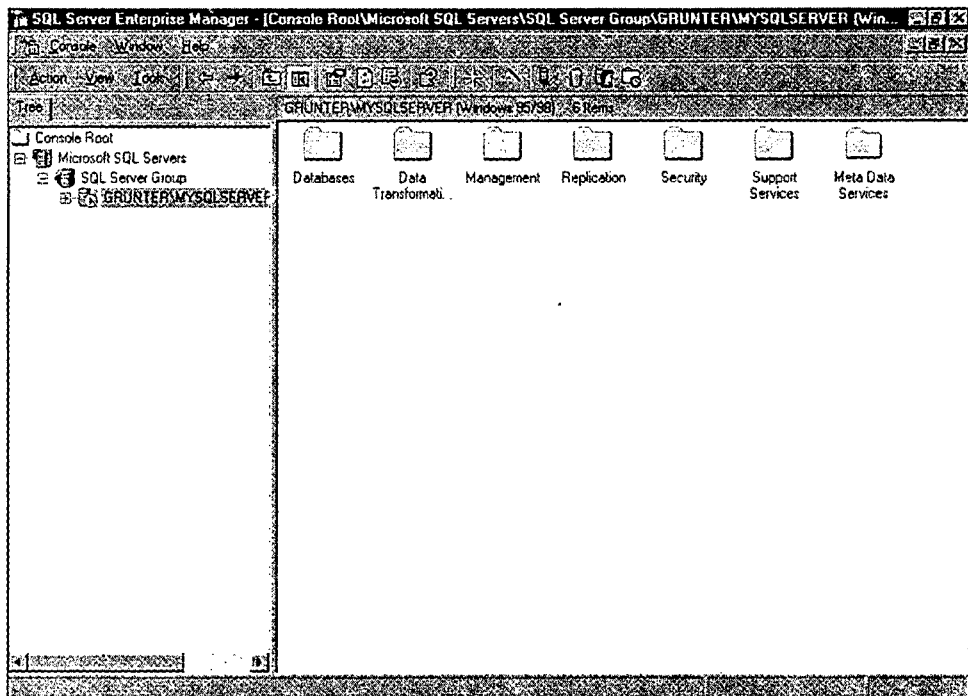 SQL Server Enterprise Manager - [Console Root\Microsoft SQL Servers\SQL Server Group\GRUNTER\MYSQLSERVER (Win...
Console Window Help
Action View Tools
Tree
GRUNTER\MYSQLSERVER (Windows 95/98) 6 Items
Console Root
Microsoft SQL Servers
SQL Server Group
GRUNTER\MYSQLSERVER
Databases
Data Transformati...
Management
Replication
Security
Support Services
Meta Data Services